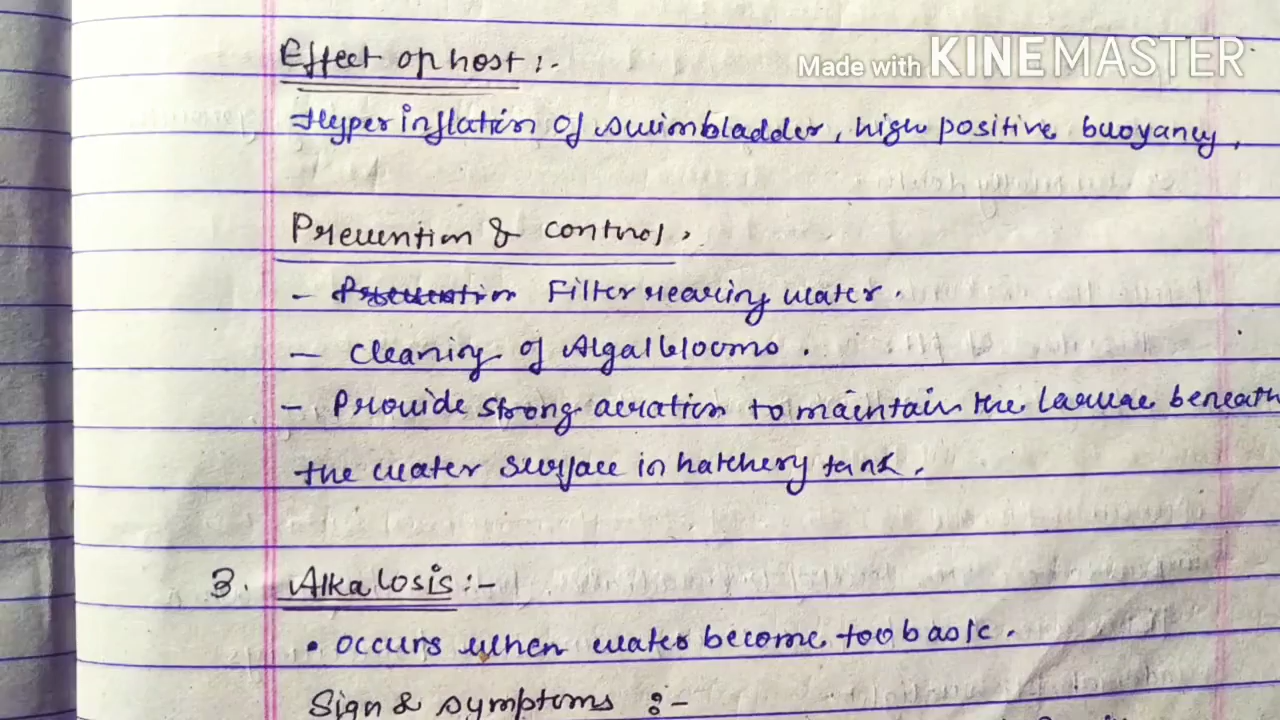 Made with KINEMASTER
Effect of host :-
Hyper inflation of swimbladder, high positive buoyancy.
Prevention & control,
- Filter rearing water.
- Cleaning of Algal blooms.
- Provide strong aeration to maintain the larvae beneath
the water surface in hatchery tank.
3. Alkalosis :-
• occurs when water become too basic.
Sign & symptoms :-